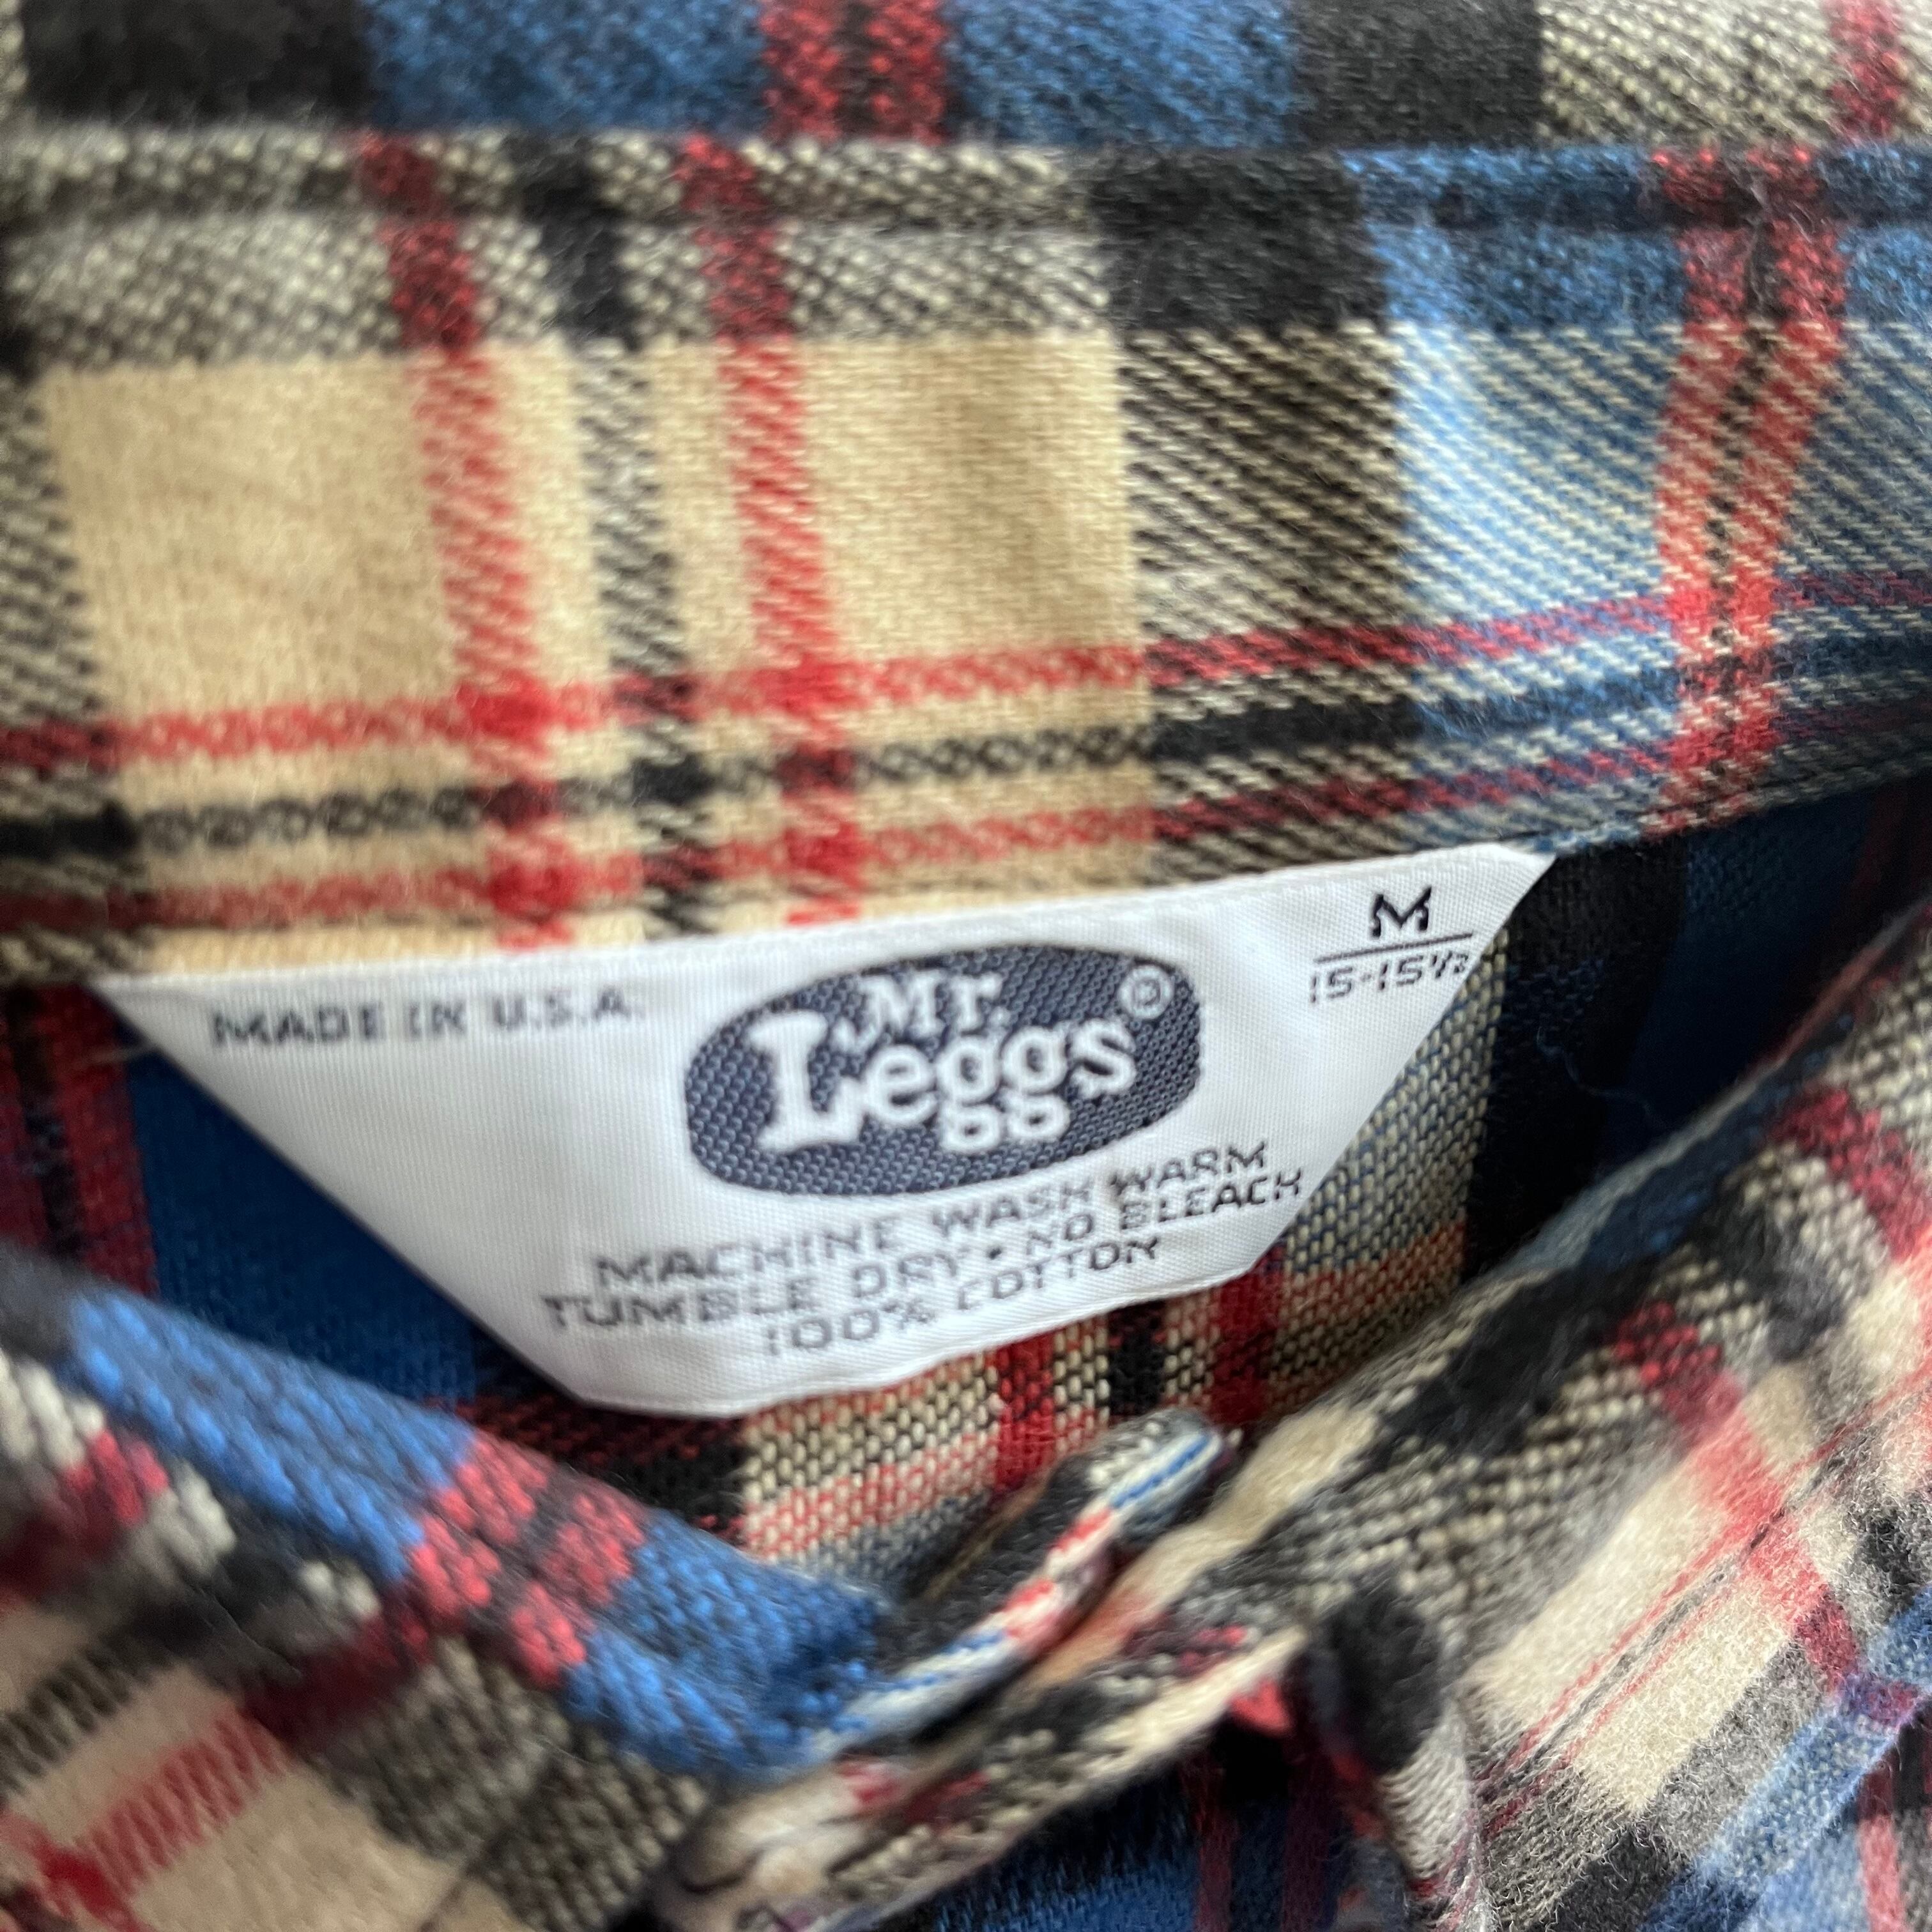 MADE IN U.S.A.
Mr.
Leggs®
M
15-15½
MACHINE WASH WARM
TUMBLE DRY • NO BLEACH
100% COTTON